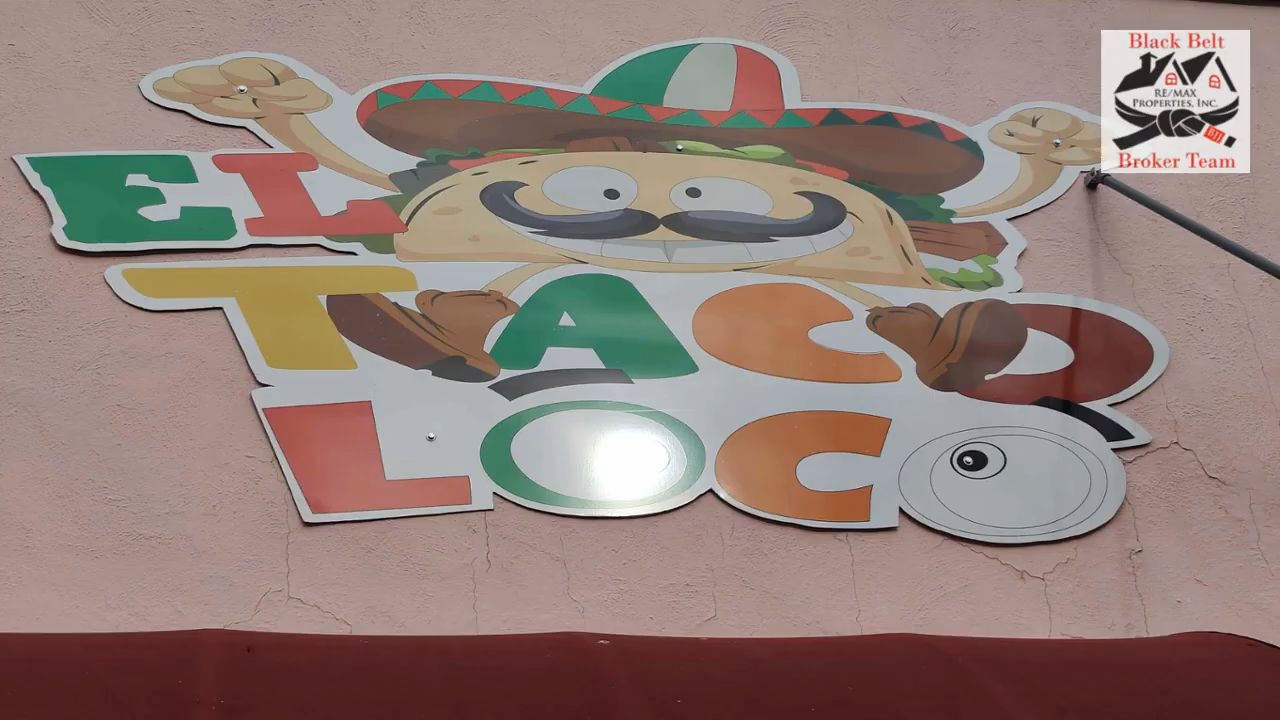 EL
TACO
LOCO
Black Belt
RE/MAX
PROPERTIES, INC.
Broker Team